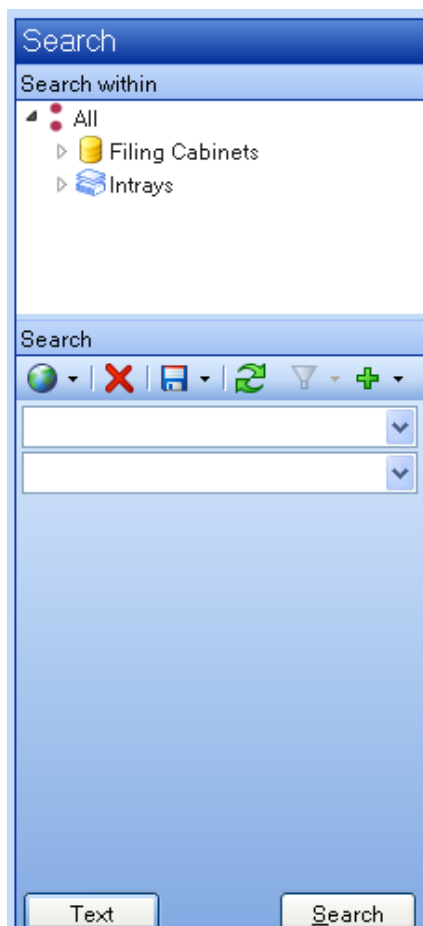 Search
Search within
All
Filing Cabinets
Intrays
Search
Text
Search